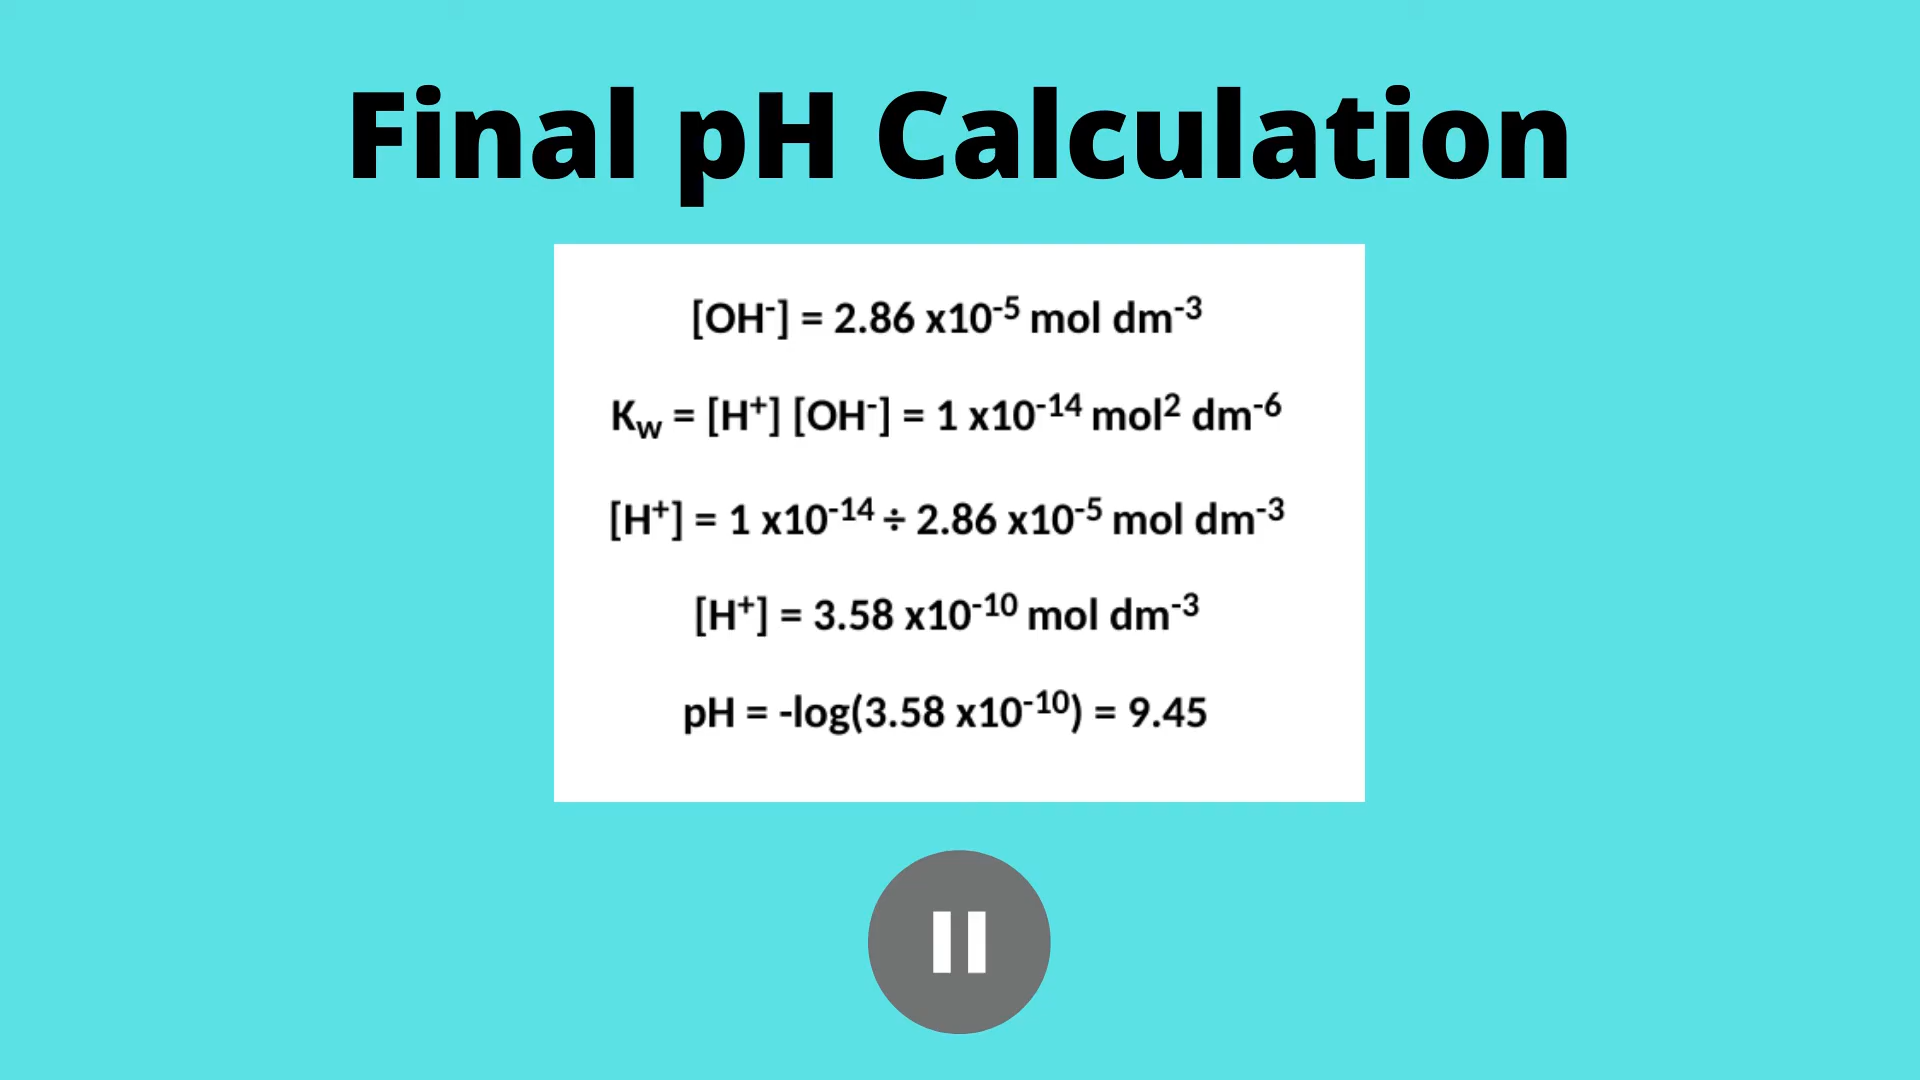 Final pH Calculation
[OH⁻] = 2.86 x10⁻⁵ mol dm⁻³
K_w = [H⁺] [OH⁻] = 1 x10⁻¹⁴ mol² dm⁻⁶
[H⁺] = 1 x10⁻¹⁴ ÷ 2.86 x10⁻⁵ mol dm⁻³
[H⁺] = 3.58 x10⁻¹⁰ mol dm⁻³
pH = -log(3.58 x10⁻¹⁰) = 9.45